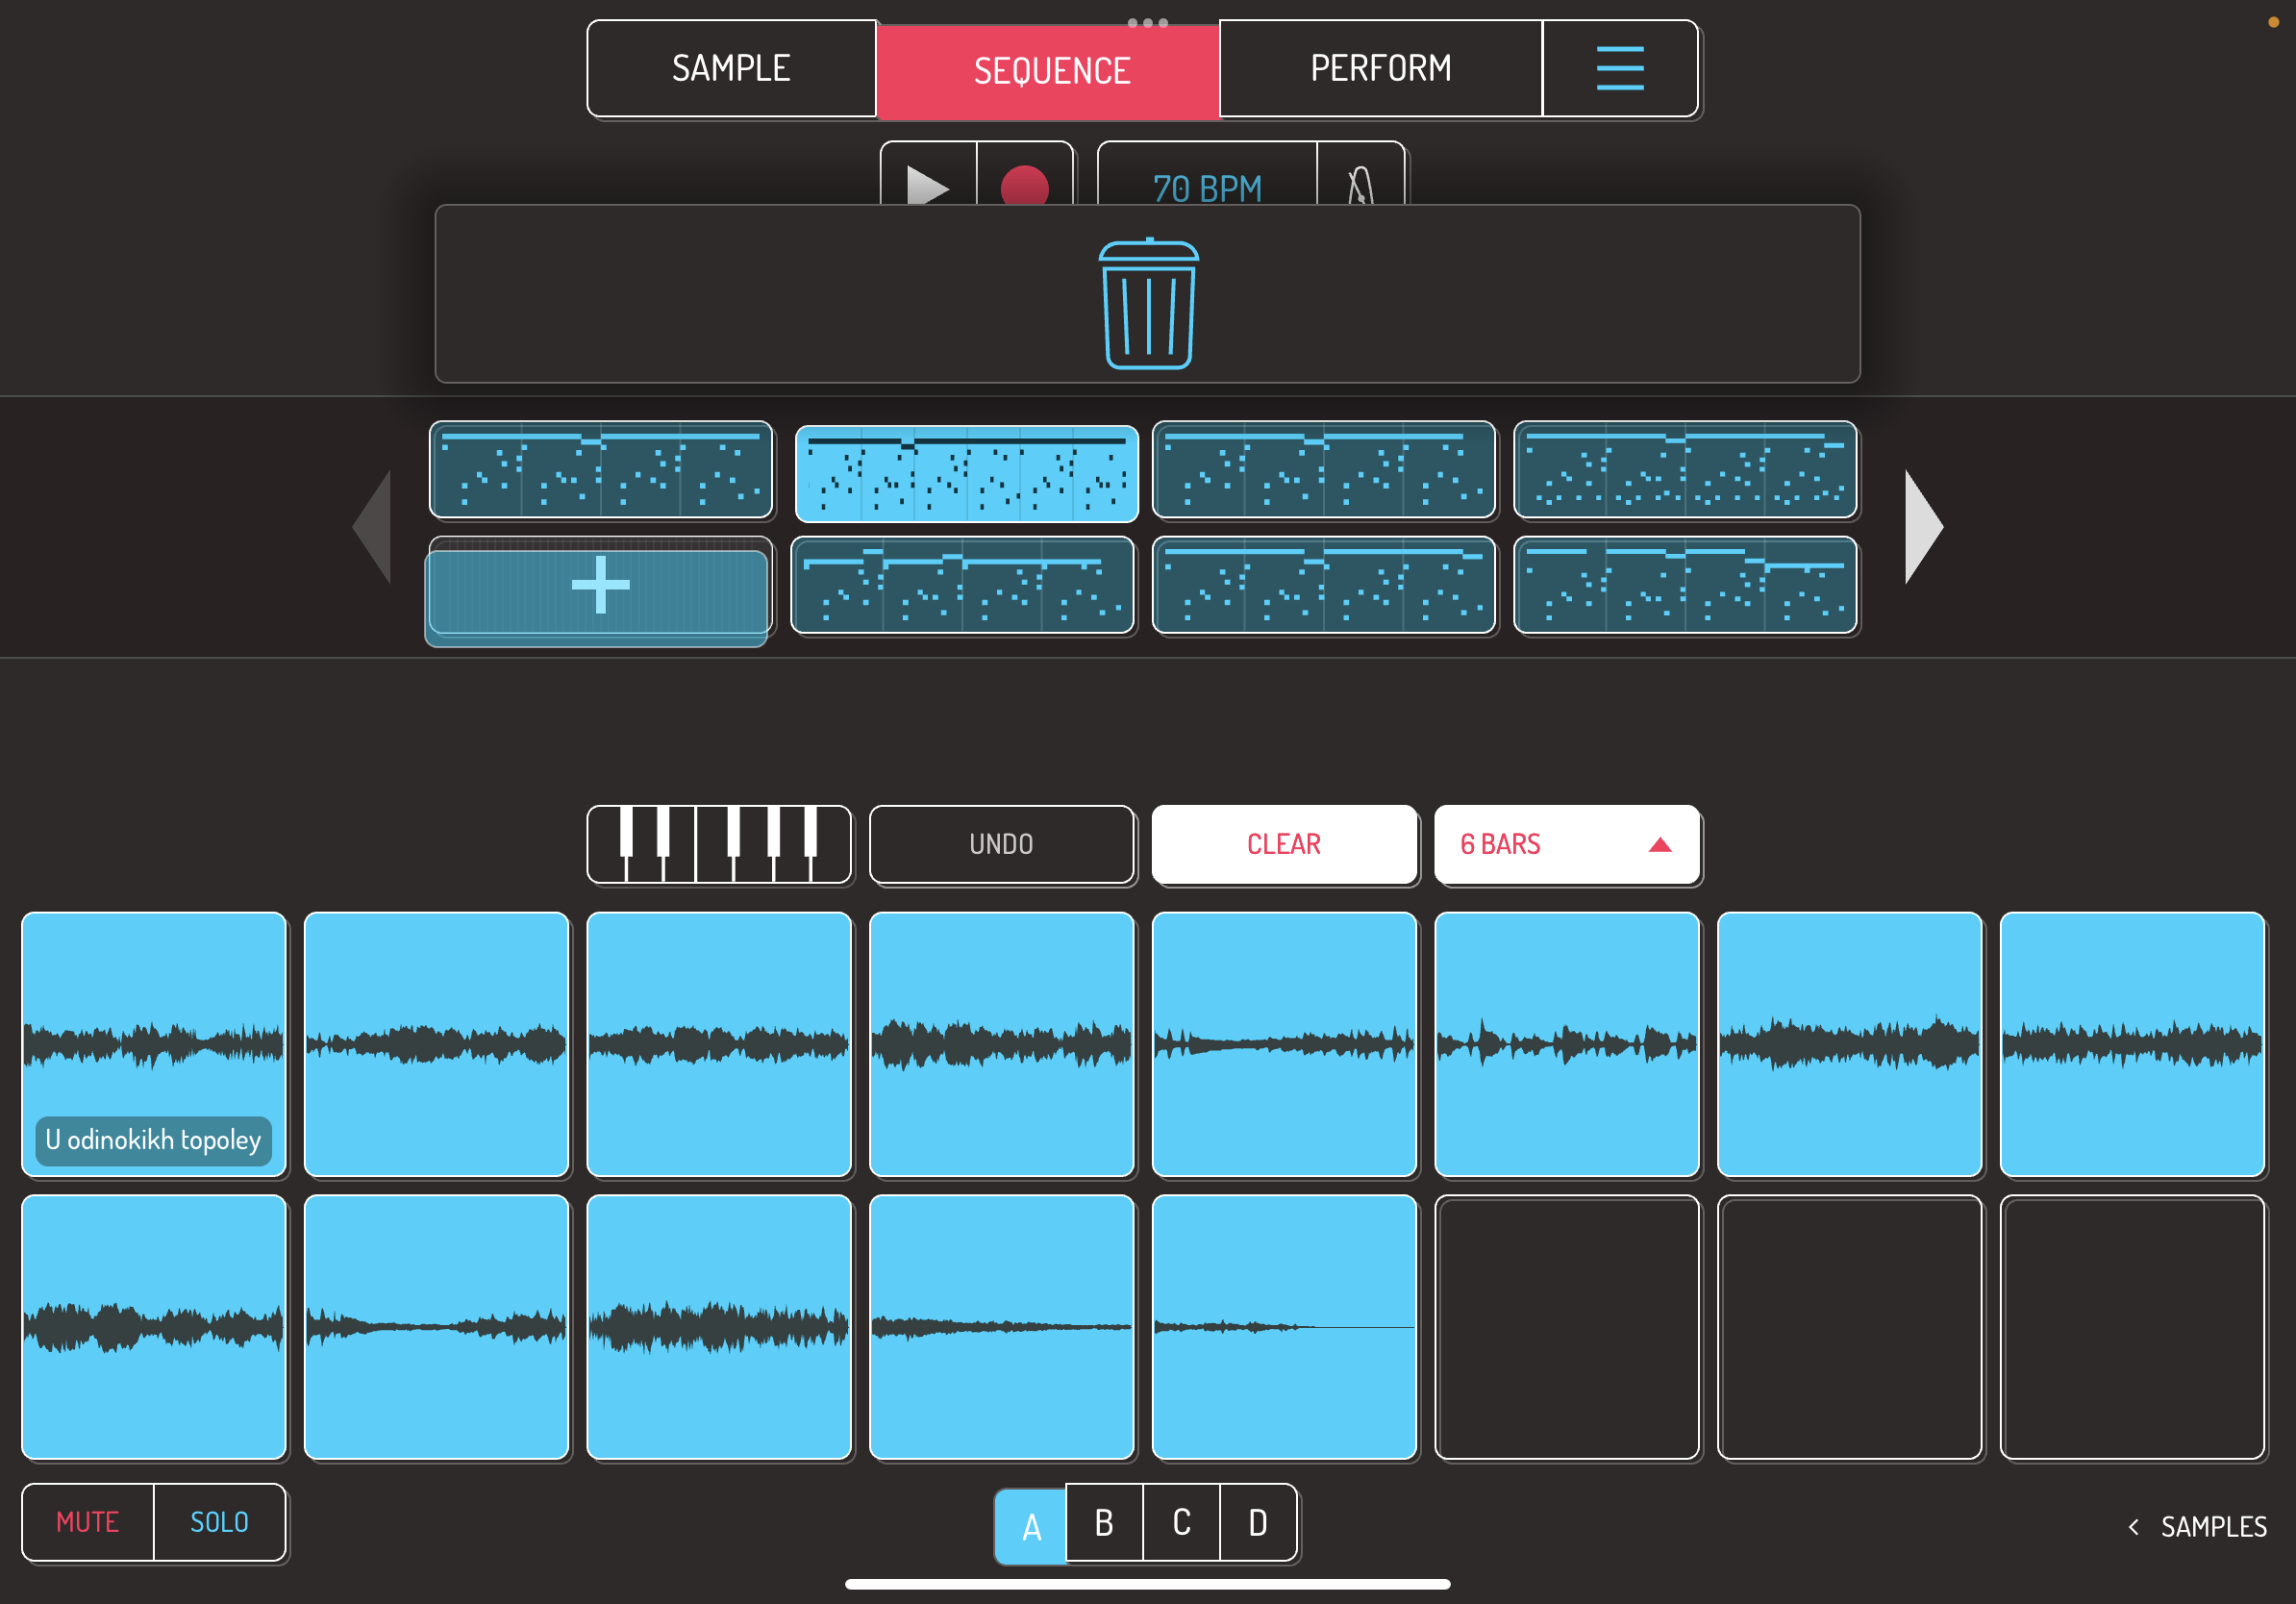 SAMPLE
SEQUENCE
PERFORM
70 BPM
UNDO
CLEAR
6 BARS
U odinokikh topoley
MUTE
SOLO
A
B
C
D
< SAMPLES